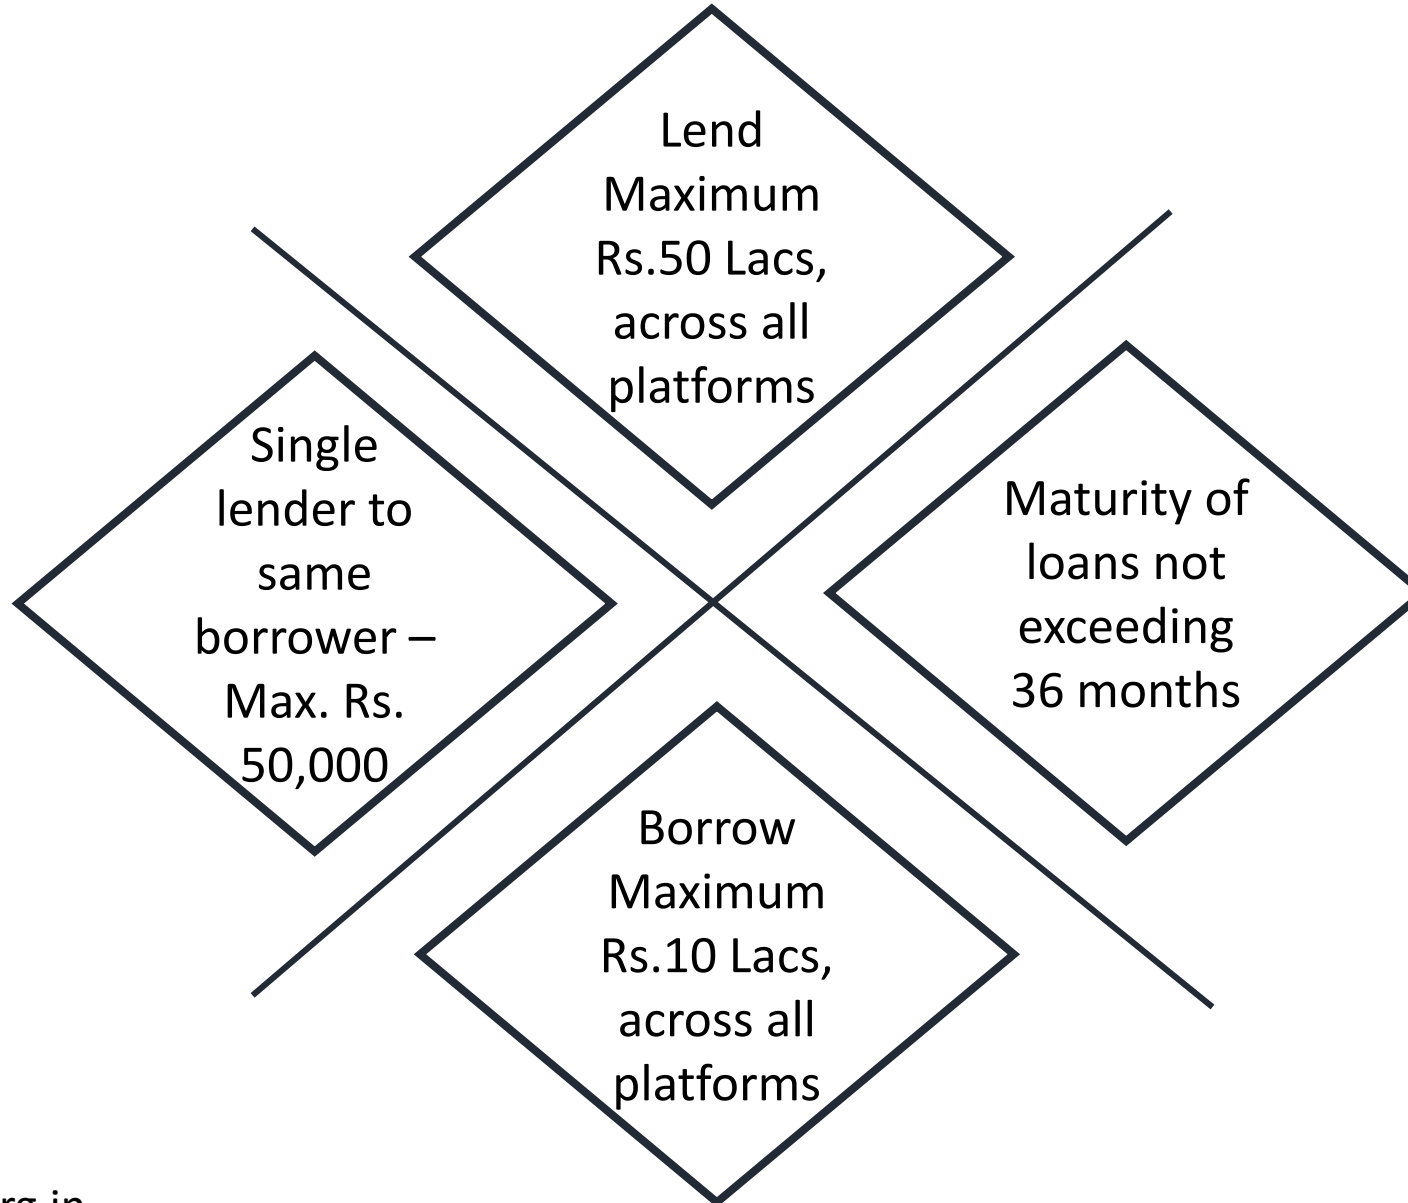 Lend
Maximum
Rs.50 Lacs,
across all
platforms
Single
lender to
same
borrower –
Max. Rs.
50,000
Maturity of
loans not
exceeding
36 months
Borrow
Maximum
Rs.10 Lacs,
across all
platforms